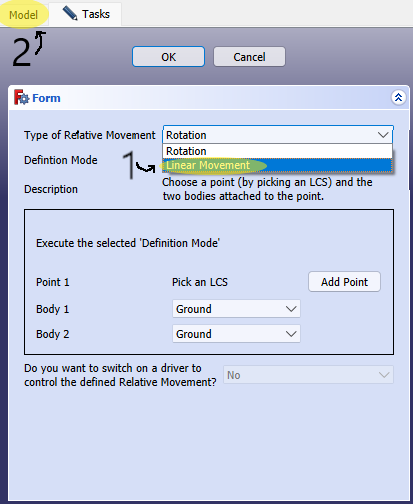 Model
Tasks
2
OK
Cancel
Form
Type of Relative Movement
Rotation
Rotation
Defintion Mode
1
Linear Movement
Description
Choose a point (by picking an LCS) and the
two bodies attached to the point.
Execute the selected 'Definition Mode'
Point 1
Pick an LCS
Add Point
Body 1
Ground
Body 2
Ground
Do you want to switch on a driver to
control the defined Relative Movement?
No